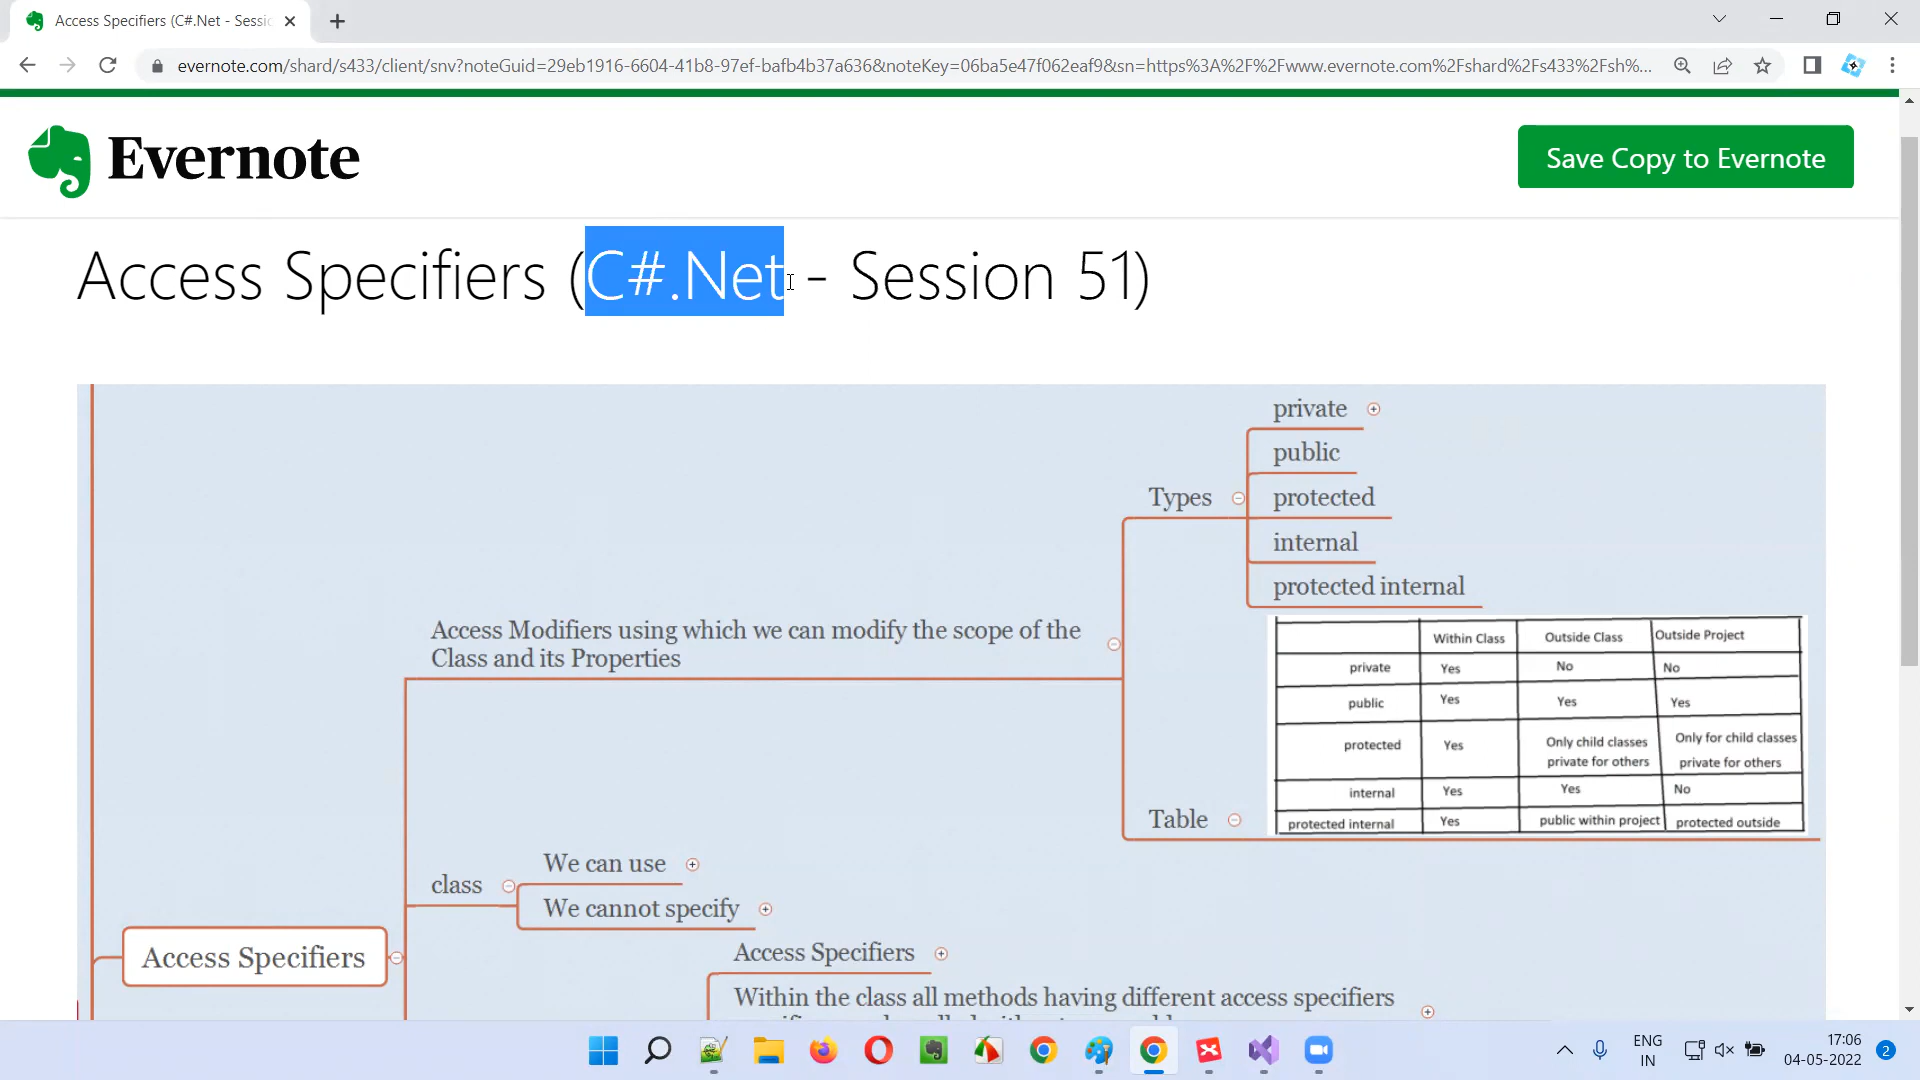 Access Specifiers (C#.Net - Sessic
evernote.com/shard/s433/client/snv?noteGuid=29eb1916-6604-41b8-97ef-bafb4b37a636&noteKey=06ba5e47f062eaf9&sn=https%3A%2F%2Fwww.evernote.com%2Fshard%2Fs433%2Fsh%...
Evernote
Save Copy to Evernote
Access Specifiers (C#.Net - Session 51)
private
public
Types
protected
internal
protected internal
Access Modifiers using which we can modify the scope of the
Class and its Properties
Within Class Outside Class Outside Project
private Yes No No
public Yes Yes Yes
protected Yes Only child classes Only for child classes
private for others private for others
internal Yes Yes No
protected internal Yes public within project protected outside
Table
We can use
class
We cannot specify
Access Specifiers
Access Specifiers
Within the class all methods having different access specifiers
ENG
IN
17:06
04-05-2022
2